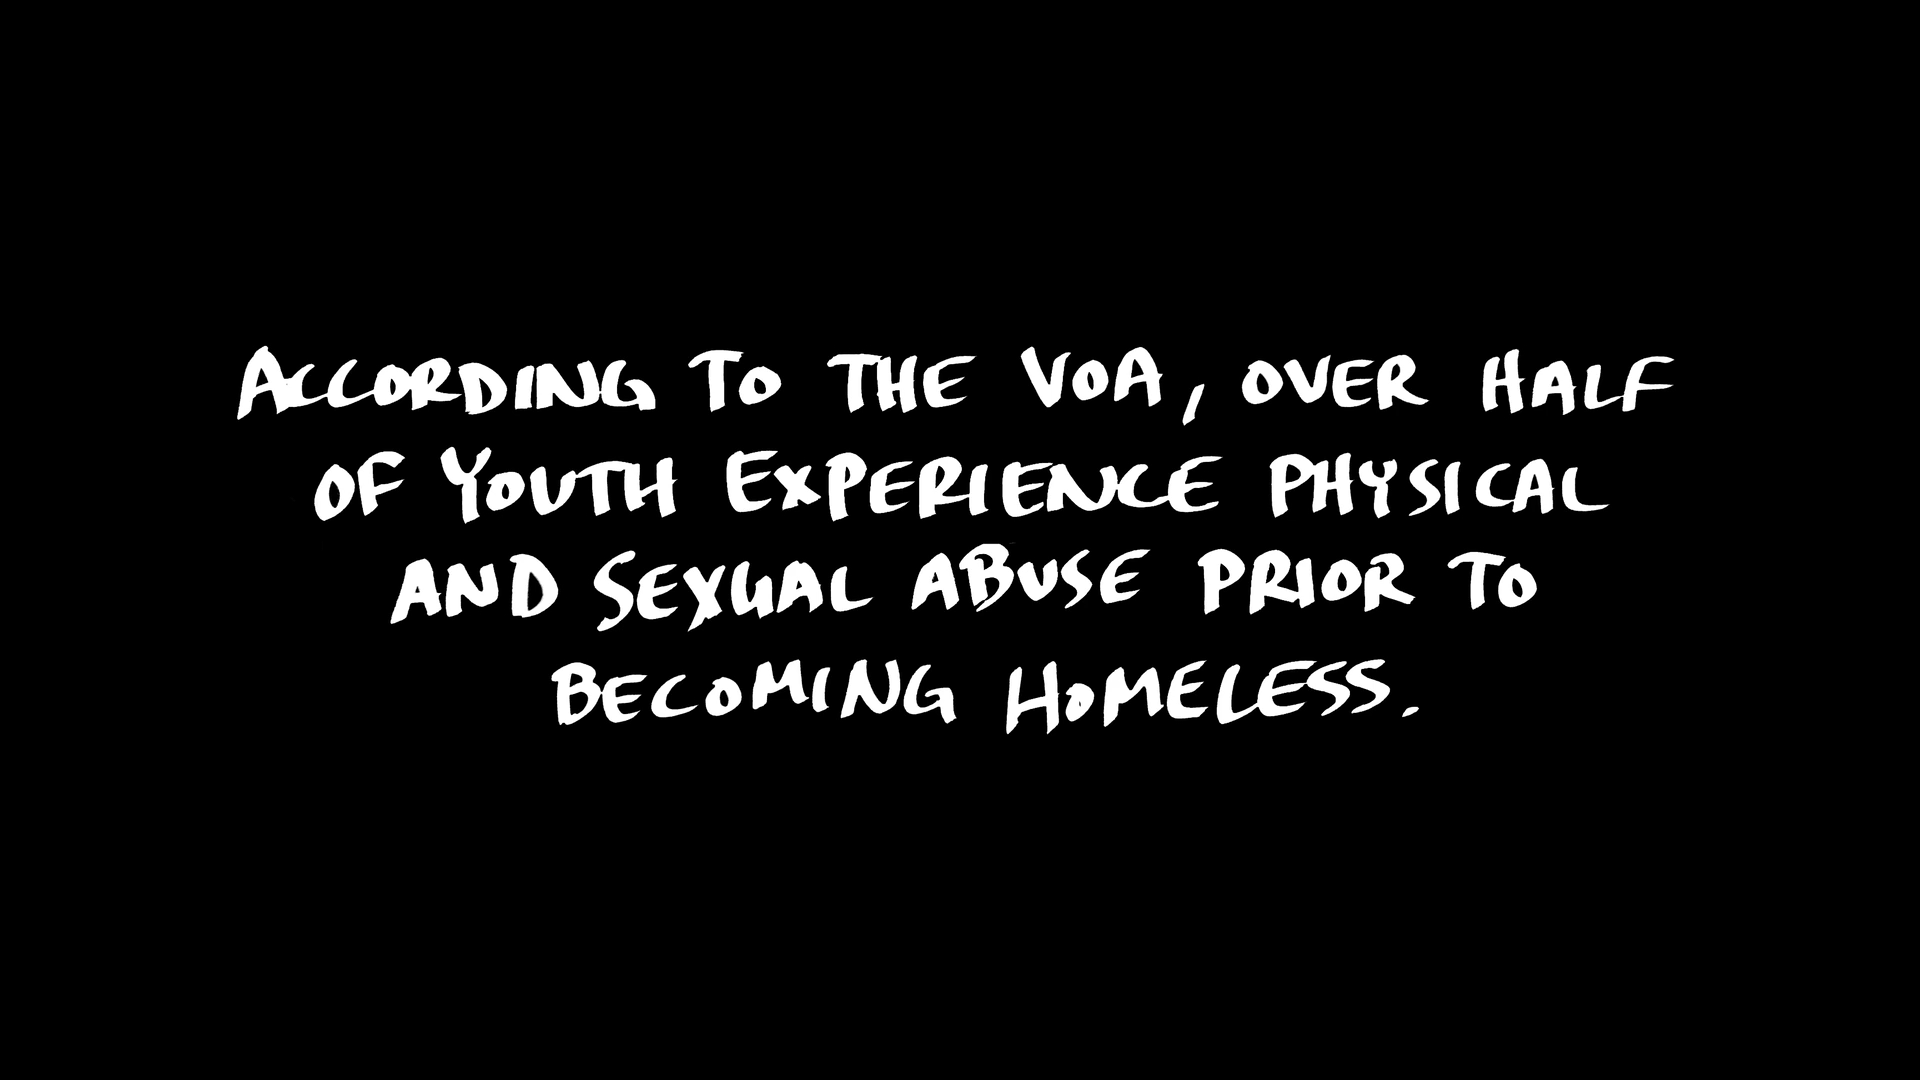 ACCORDING TO THE VOA, OVER HALF
OF YOUTH EXPERIENCE PHYSICAL
AND SEXUAL ABUSE PRIOR TO
BECOMING HOMELESS.